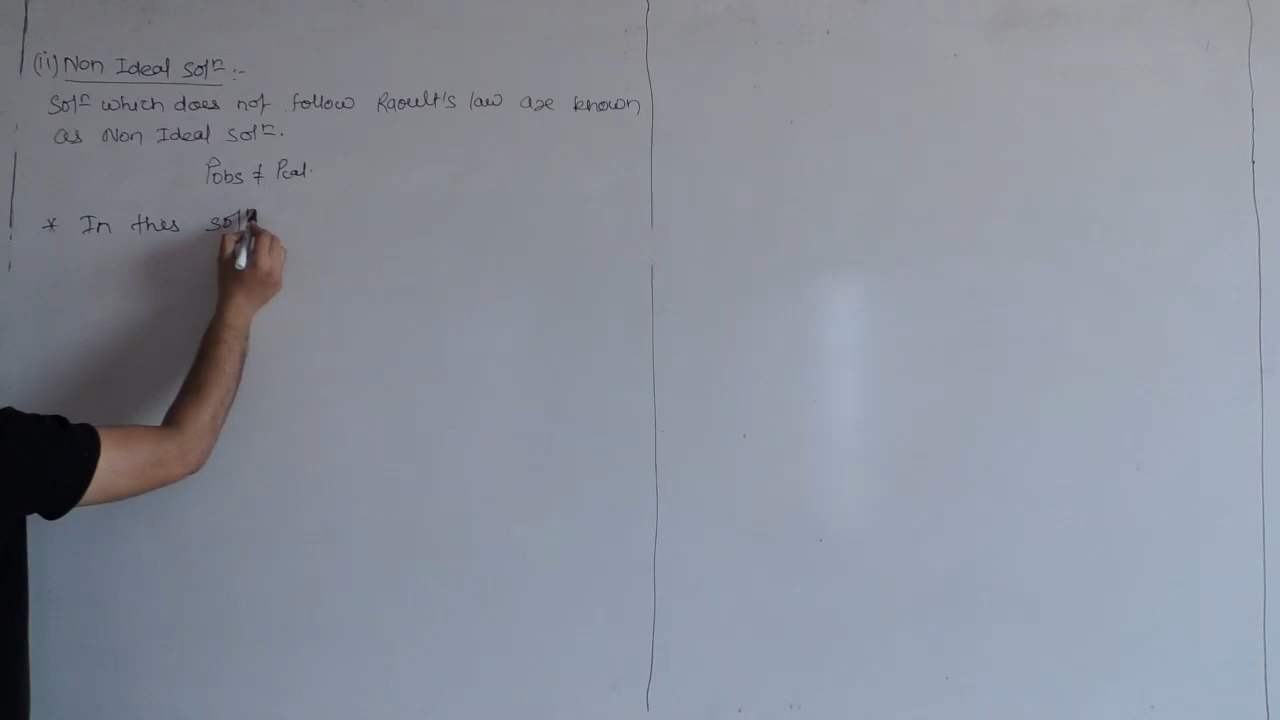 (ii) Non Ideal Solⁿ :-
Solⁿ which does not follow Raoult's law are known
as Non Ideal Solⁿ.
Pobs ≠ Pcal.
* In this sol